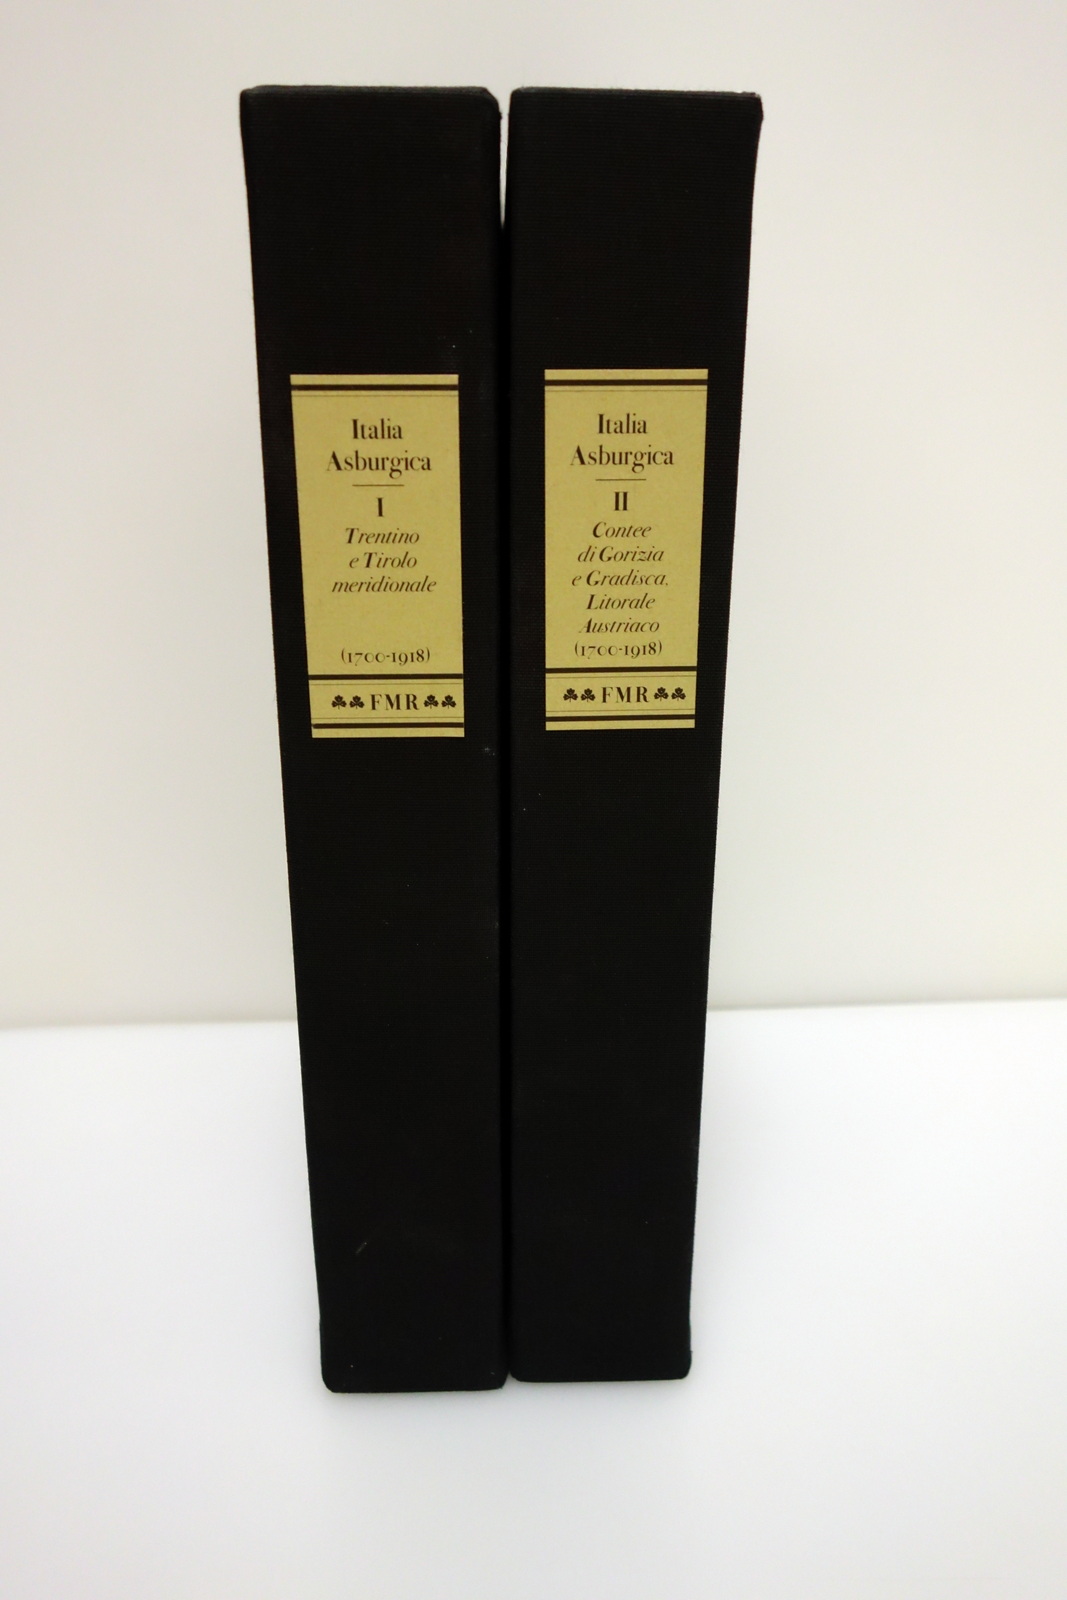 Italia
Asburgica
I
Trentino
e Tirolo
meridionale
(1700-1918)
FMR
Italia
Asburgica
II
Contee
di Gorizia
e Gradisca,
Litorale
Austriaco
(1700-1918)
FMR